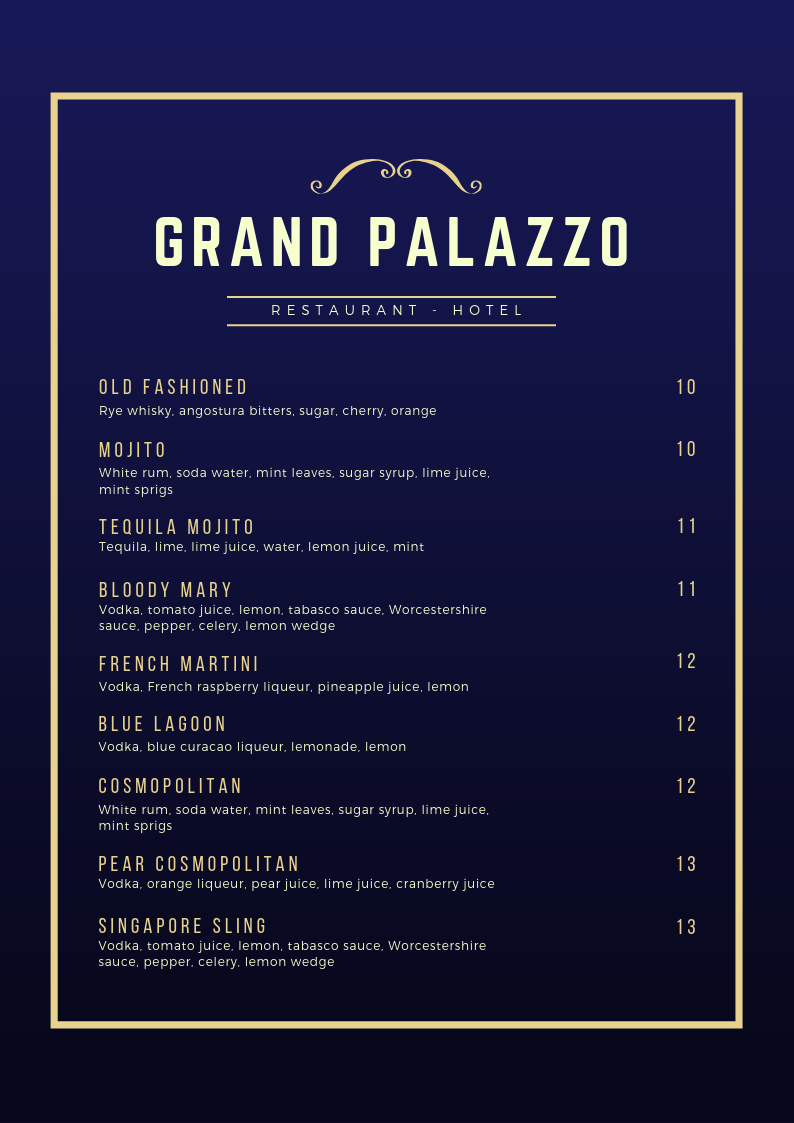 GRAND PALAZZO
RESTAURANT - HOTEL
OLD FASHIONED 10
Rye whisky, angostura bitters, sugar, cherry, orange
MOJITO 10
White rum, soda water, mint leaves, sugar syrup, lime juice,
mint sprigs
TEQUILA MOJITO 11
Tequila, lime, lime juice, water, lemon juice, mint
BLOODY MARY 11
Vodka, tomato juice, lemon, tabasco sauce, Worcestershire
sauce, pepper, celery, lemon wedge
FRENCH MARTINI 12
Vodka, French raspberry liqueur, pineapple juice, lemon
BLUE LAGOON 12
Vodka, blue curacao liqueur, lemonade, lemon
COSMOPOLITAN 12
White rum, soda water, mint leaves, sugar syrup, lime juice,
mint sprigs
PEAR COSMOPOLITAN 13
Vodka, orange liqueur, pear juice, lime juice, cranberry juice
SINGAPORE SLING 13
Vodka, tomato juice, lemon, tabasco sauce, Worcestershire
sauce, pepper, celery, lemon wedge